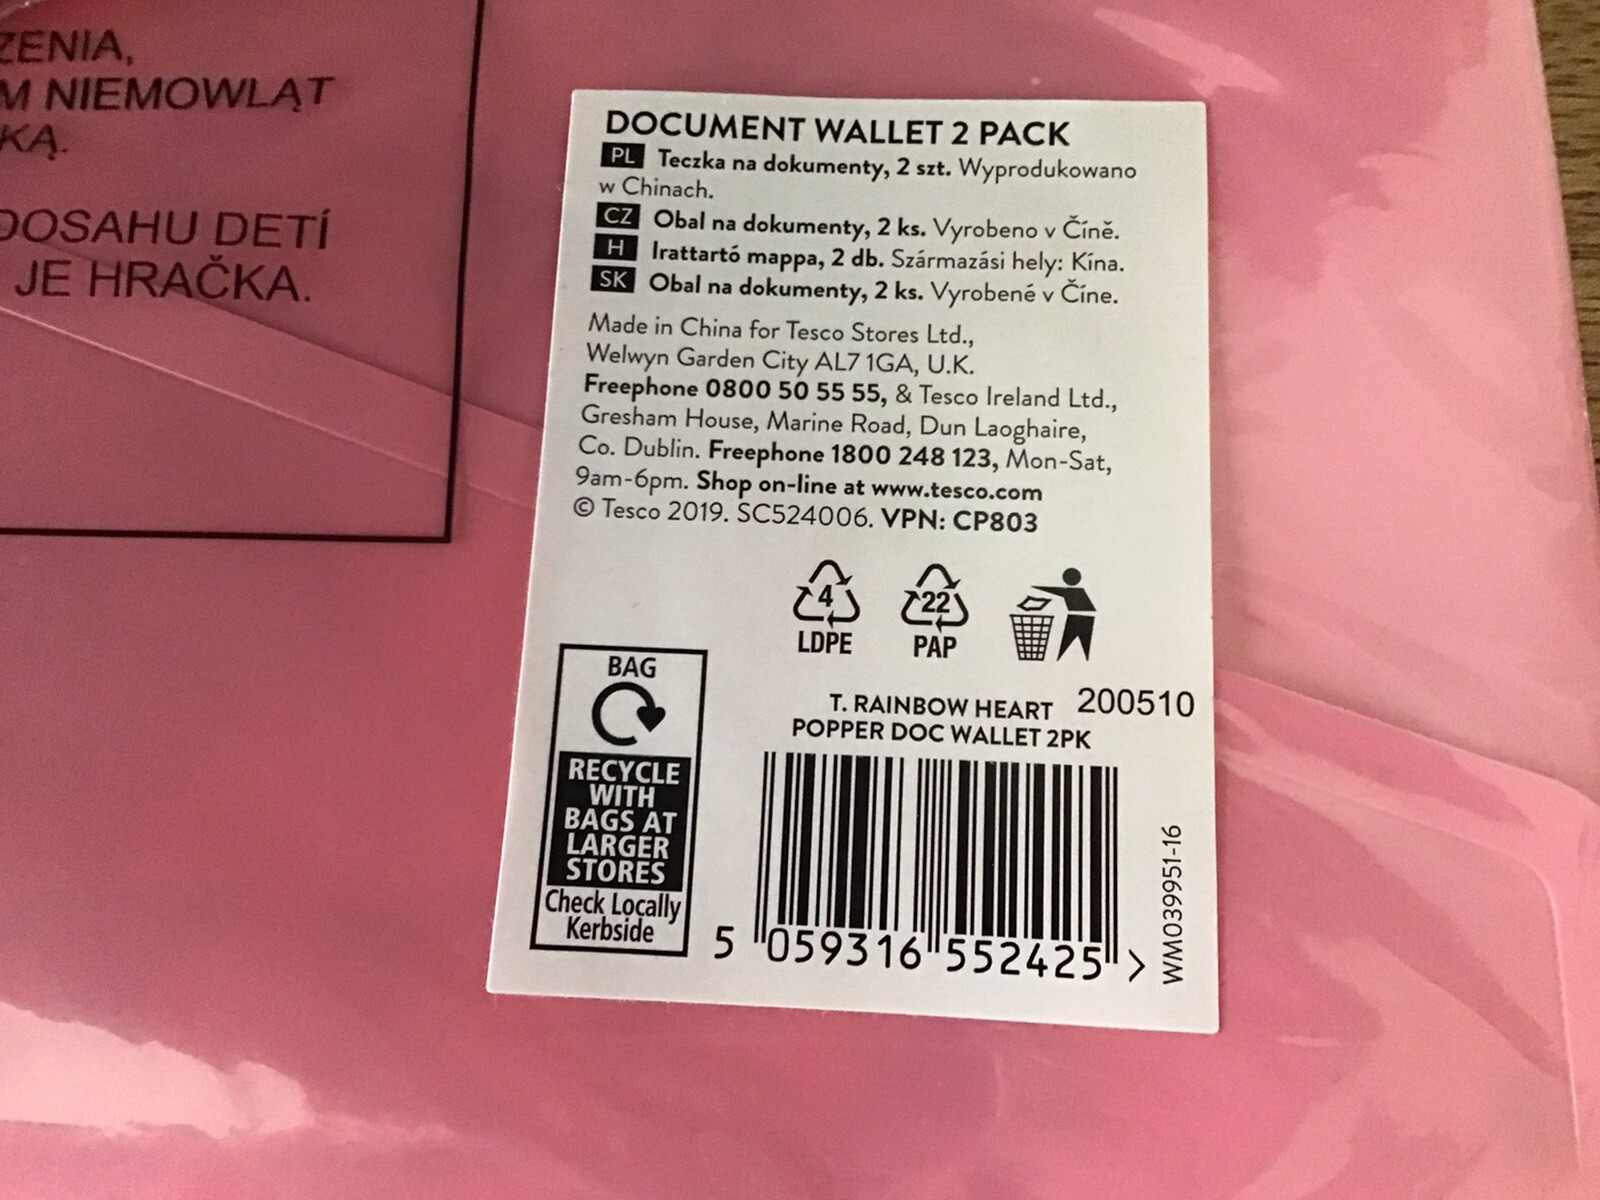 ZENIA,
M NIEMOWLĄT
KĄ.
DOSAHU DETÍ
JE HRAČKA.
DOCUMENT WALLET 2 PACK
PL Teczka na dokumenty, 2 szt. Wyprodukowano
w Chinach.
CZ Obal na dokumenty, 2 ks. Vyrobeno v Číně.
H Irattartó mappa, 2 db. Származási hely: Kína.
SK Obal na dokumenty, 2 ks. Vyrobené v Číne.
Made in China for Tesco Stores Ltd.,
Welwyn Garden City AL7 1GA, U.K.
Freephone 0800 50 55 55, & Tesco Ireland Ltd.,
Gresham House, Marine Road, Dun Laoghaire,
Co. Dublin. Freephone 1800 248 123, Mon-Sat,
9am-6pm. Shop on-line at www.tesco.com
© Tesco 2019. SC524006. VPN: CP803
4 22
LDPE PAP
BAG
RECYCLE
WITH
BAGS AT
LARGER
STORES
Check Locally
Kerbside
T. RAINBOW HEART 200510
POPPER DOC WALLET 2PK
5 059316 552425 >
WM039951-16